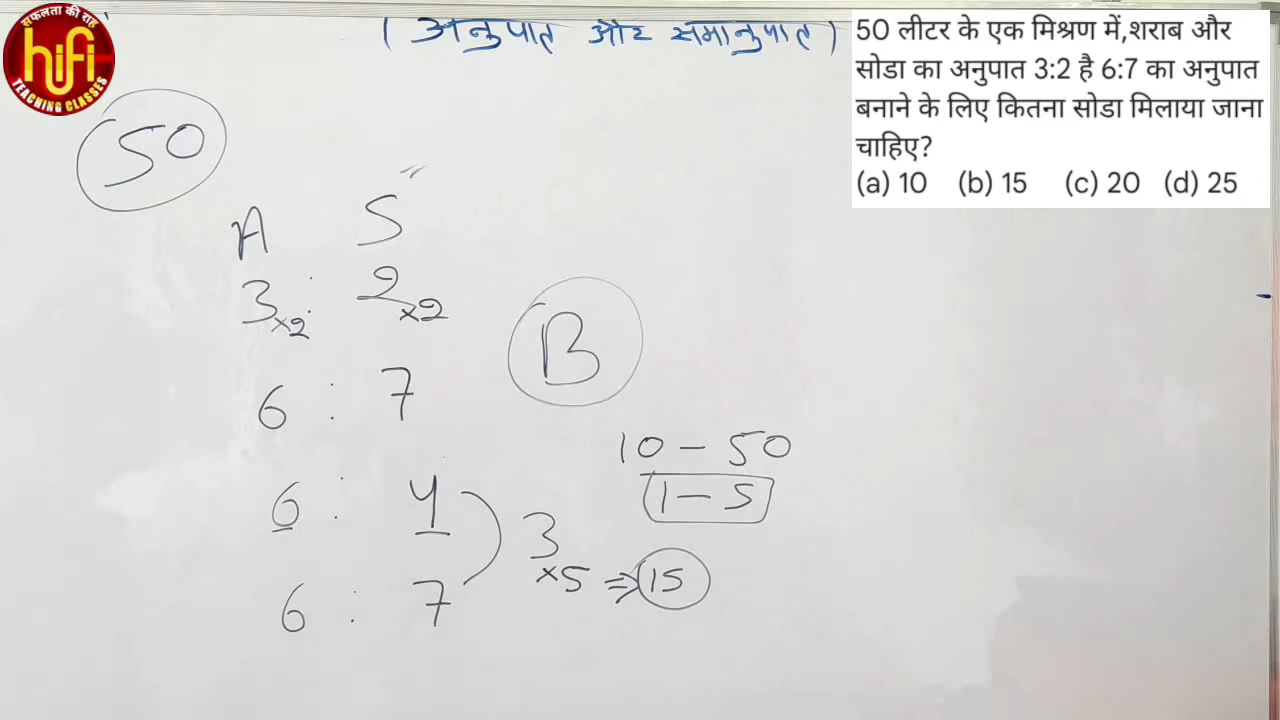 सफलता की राह
hifi
TEACHING CLASSES
( अनुपात और समानुपात )
50 लीटर के एक मिश्रण में,शराब और
सोडा का अनुपात 3:2 है 6:7 का अनुपात
बनाने के लिए कितना सोडा मिलाया जाना
चाहिए?
(a) 10 (b) 15 (c) 20 (d) 25
50
A S
3×2 : 2×2
6 : 7
B
10 - 50
1 - 5
6 : 4
3
×5 ⇒ 15
6 : 7